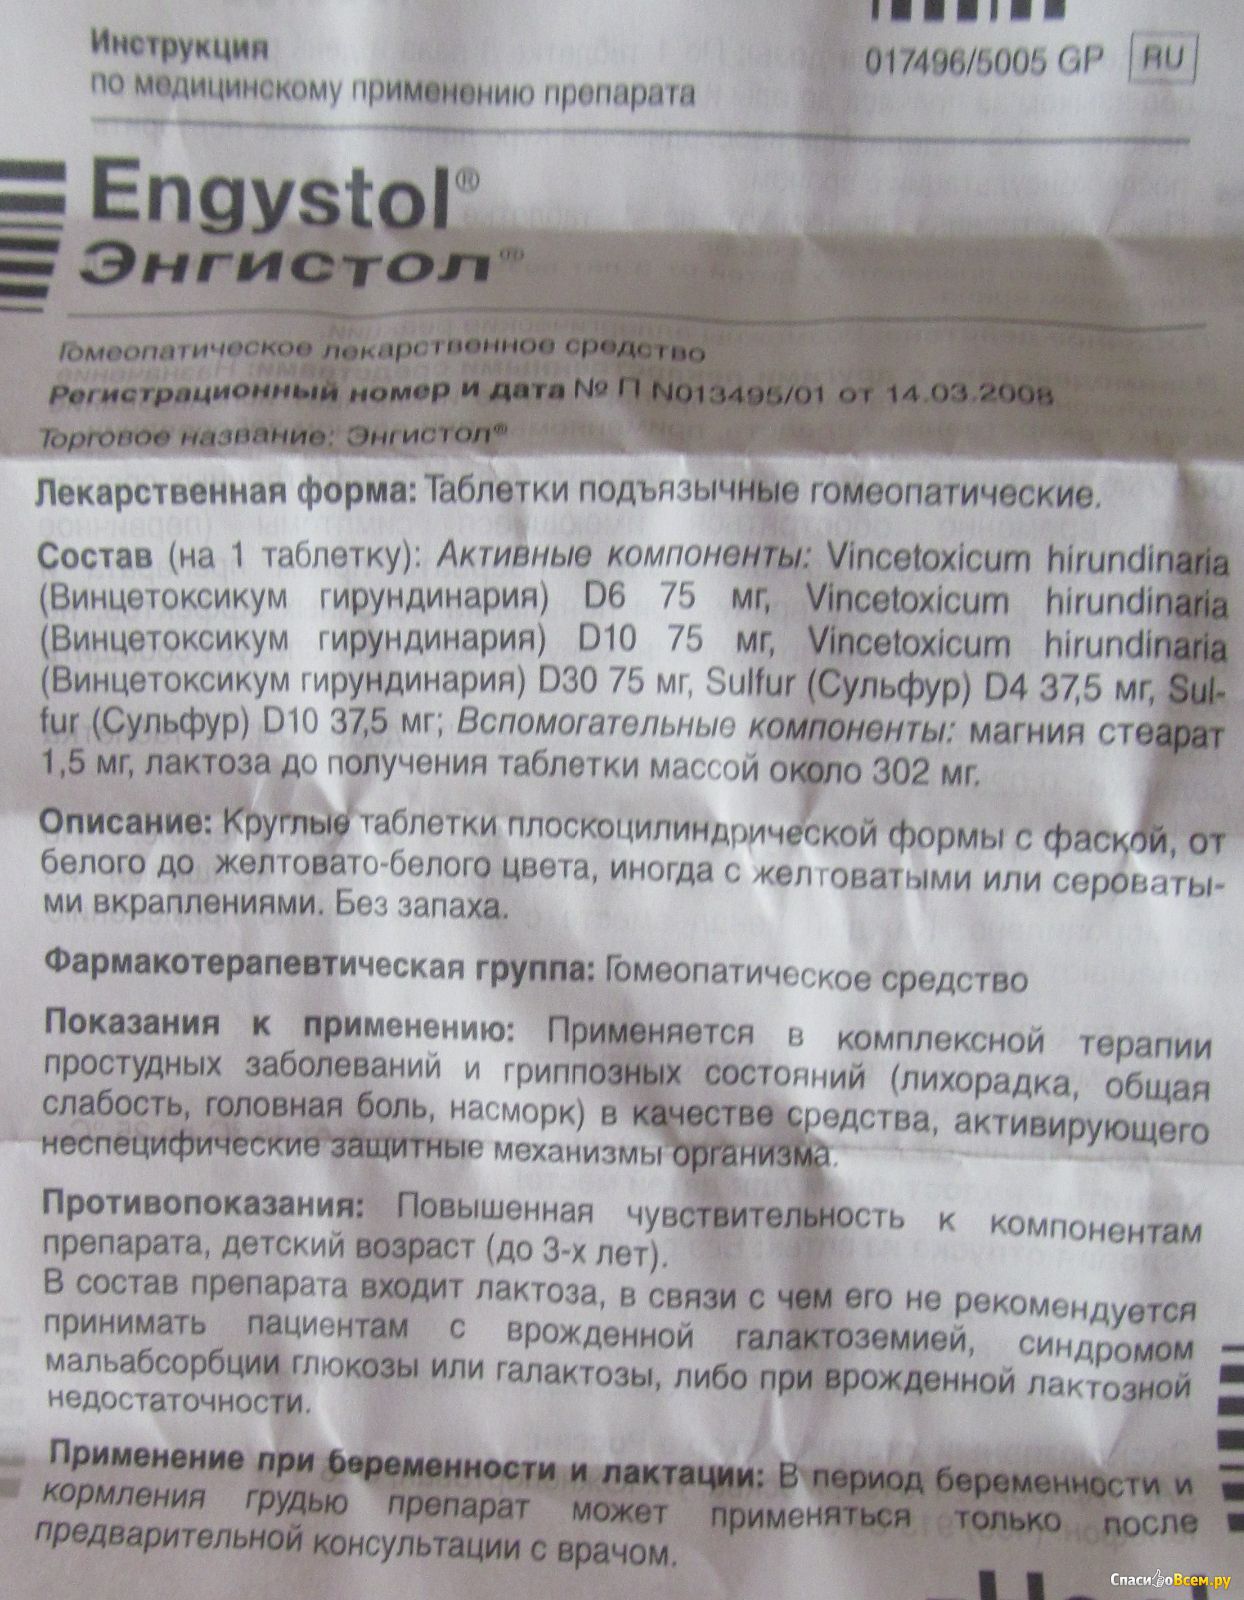 Инструкция
по медицинскому применению препарата
017496/5005 GP RU
Engystol®
Энгистол
Гомеопатическое лекарственное средство
Регистрационный номер и дата № П N013495/01 от 14.03.2008
Торговое название: Энгистол®
Лекарственная форма: Таблетки подъязычные гомеопатические.
Состав (на 1 таблетку): Активные компоненты: Vincetoxicum hirundinaria
(Винцетоксикум гирундинария) D6 75 мг, Vincetoxicum hirundinaria
(Винцетоксикум гирундинария) D10 75 мг, Vincetoxicum hirundinaria
(Винцетоксикум гирундинария) D30 75 мг, Sulfur (Сульфур) D4 37,5 мг, Sul-
fur (Сульфур) D10 37,5 мг; Вспомогательные компоненты: магния стеарат
1,5 мг, лактоза до получения таблетки массой около 302 мг.
Описание: Круглые таблетки плоскоцилиндрической формы с фаской, от
белого до желтовато-белого цвета, иногда с желтоватыми или сероваты-
ми вкраплениями. Без запаха.
Фармакотерапевтическая группа: Гомеопатическое средство
Показания к применению: Применяется в комплексной терапии
простудных заболеваний и гриппозных состояний (лихорадка, общая
слабость, головная боль, насморк) в качестве средства, активирующего
неспецифические защитные механизмы организма.
Противопоказания: Повышенная чувствительность к компонентам
препарата, детский возраст (до 3-х лет).
В состав препарата входит лактоза, в связи с чем его не рекомендуется
принимать пациентам с врожденной галактоземией, синдромом
мальабсорбции глюкозы или галактозы, либо при врожденной лактозной
недостаточности.
Применение при беременности и лактации: В период беременности и
кормления грудью препарат может применяться только после
предварительной консультации с врачом.
СпасибоВсем.ру